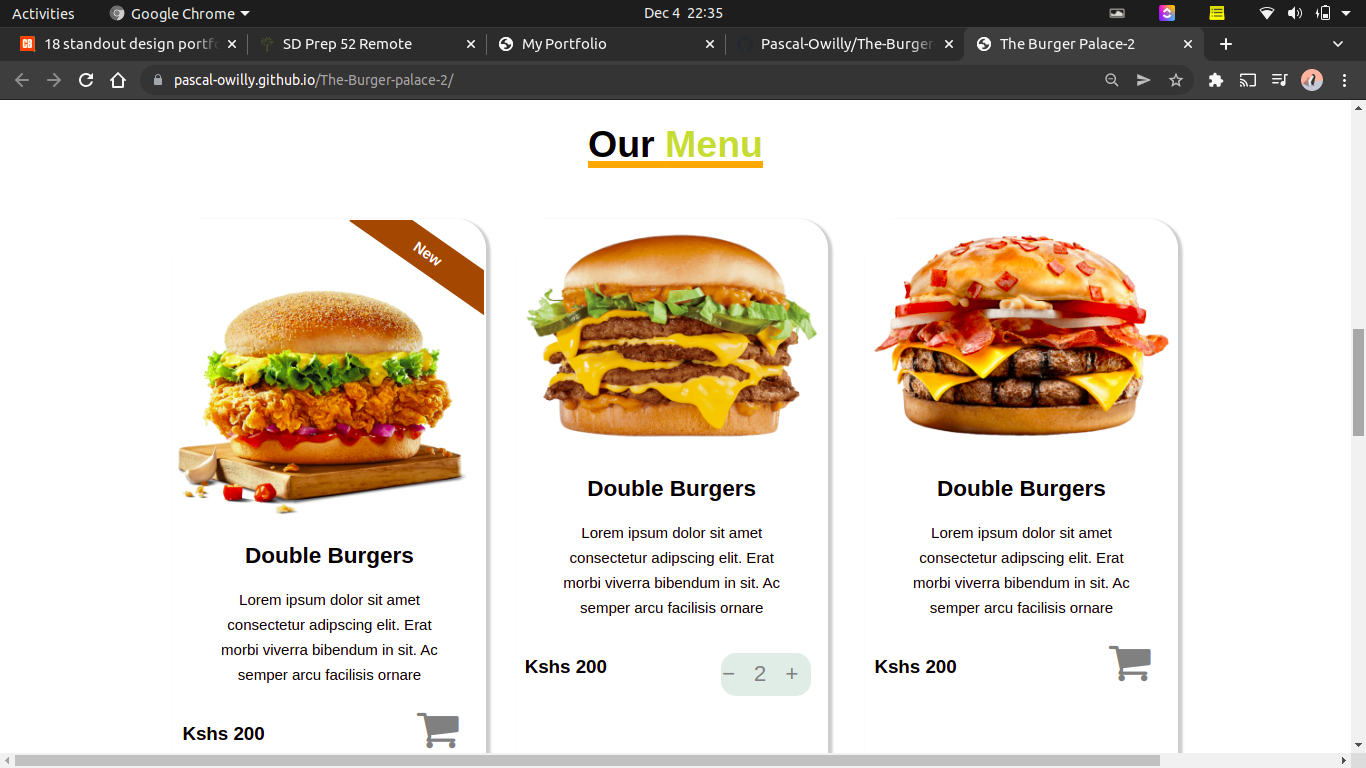 Activities
Google Chrome
Dec 4 22:35
18 standout design portfo
SD Prep 52 Remote
My Portfolio
Pascal-Owilly/The-Burger
The Burger Palace-2
pascal-owilly.github.io/The-Burger-palace-2/
Our Menu
New
Double Burgers
Lorem ipsum dolor sit amet
consectetur adipscing elit. Erat
morbi viverra bibendum in sit. Ac
semper arcu facilisis ornare
Kshs 200
Double Burgers
Lorem ipsum dolor sit amet
consectetur adipscing elit. Erat
morbi viverra bibendum in sit. Ac
semper arcu facilisis ornare
Kshs 200
− 2 +
Double Burgers
Lorem ipsum dolor sit amet
consectetur adipscing elit. Erat
morbi viverra bibendum in sit. Ac
semper arcu facilisis ornare
Kshs 200